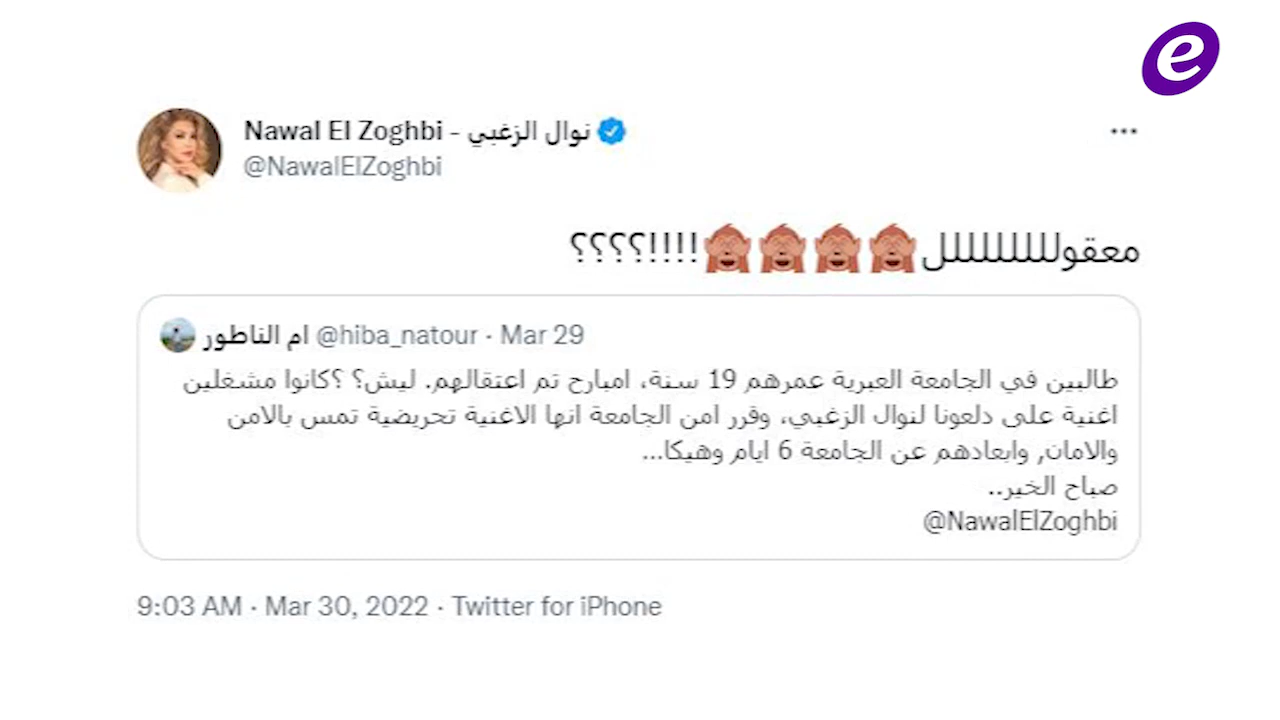 e
Nawal El Zoghbi - نوال الزغبي
@NawalElZoghbi
معقولللللللللل🙈🙈🙈🙈!!!!؟؟؟؟
ام الناطور @hiba_natour · Mar 29
طالبين في الجامعة العبرية عمرهم 19 سنة، امبارح تم اعتقالهم. ليش؟ ؟كانوا مشغلين
اغنية على دلعونا لنوال الزغبي، وقرر امن الجامعة انها الاغنية تحريضية تمس بالامن
والامان, وابعادهم عن الجامعة 6 ايام وهيكا...
صباح الخير..
@NawalElZoghbi
9:03 AM · Mar 30, 2022 · Twitter for iPhone